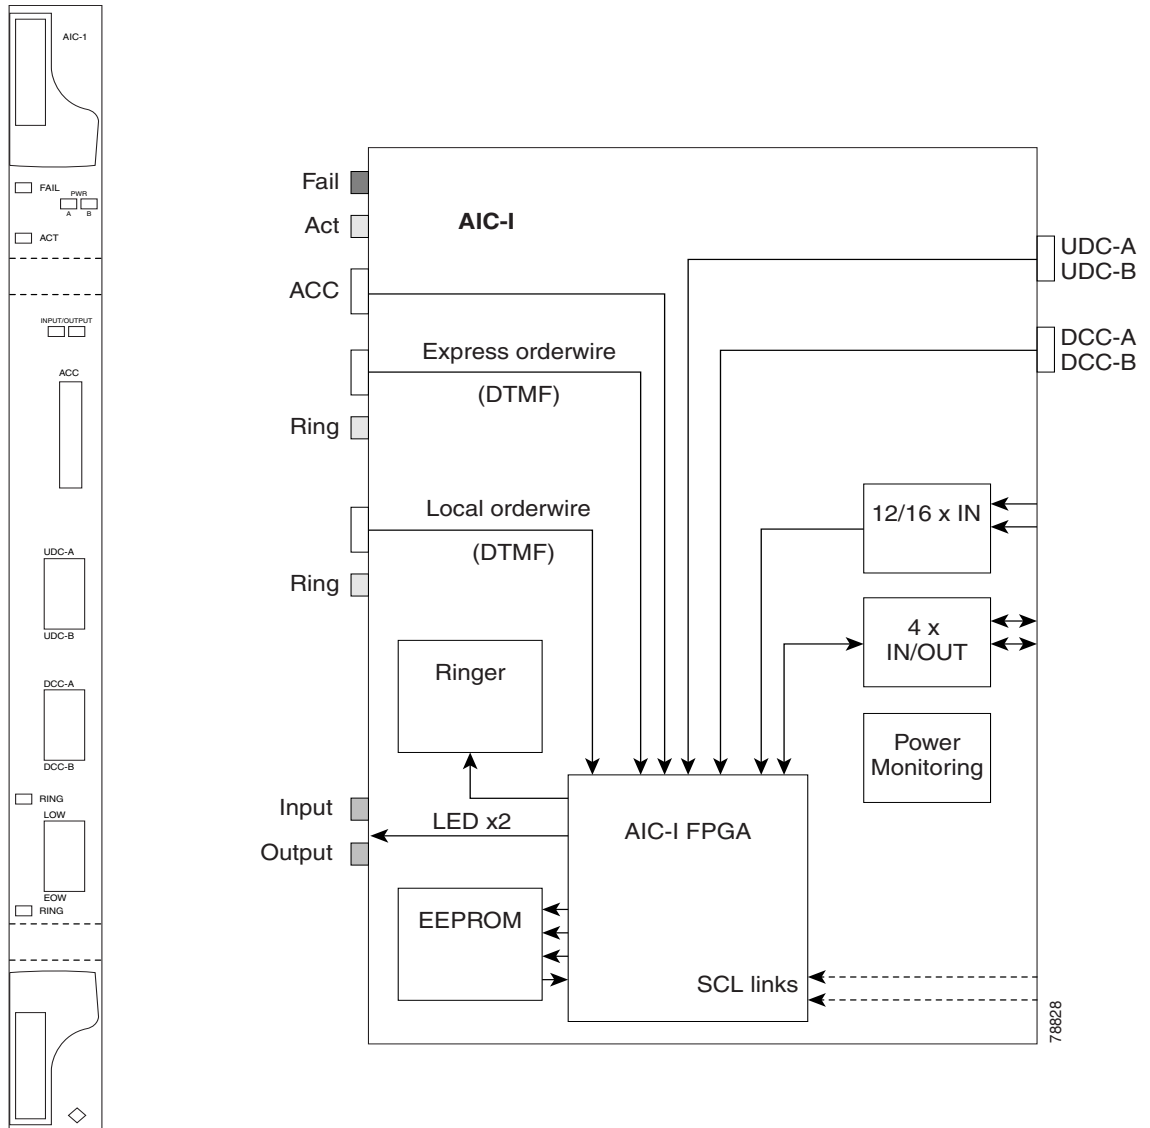 AIC-1
FAIL
PWR
A B
ACT
INPUT/OUTPUT
ACC
UDC-A
UDC-B
DCC-A
DCC-B
RING
LOW
EOW
RING
Fail
Act
AIC-I
ACC
UDC-A
UDC-B
DCC-A
DCC-B
Express orderwire
(DTMF)
Ring
Local orderwire
(DTMF)
Ring
12/16 x IN
4 x
IN/OUT
Ringer
Power
Monitoring
Input
LED x2
Output
AIC-I FPGA
EEPROM
SCL links
78828